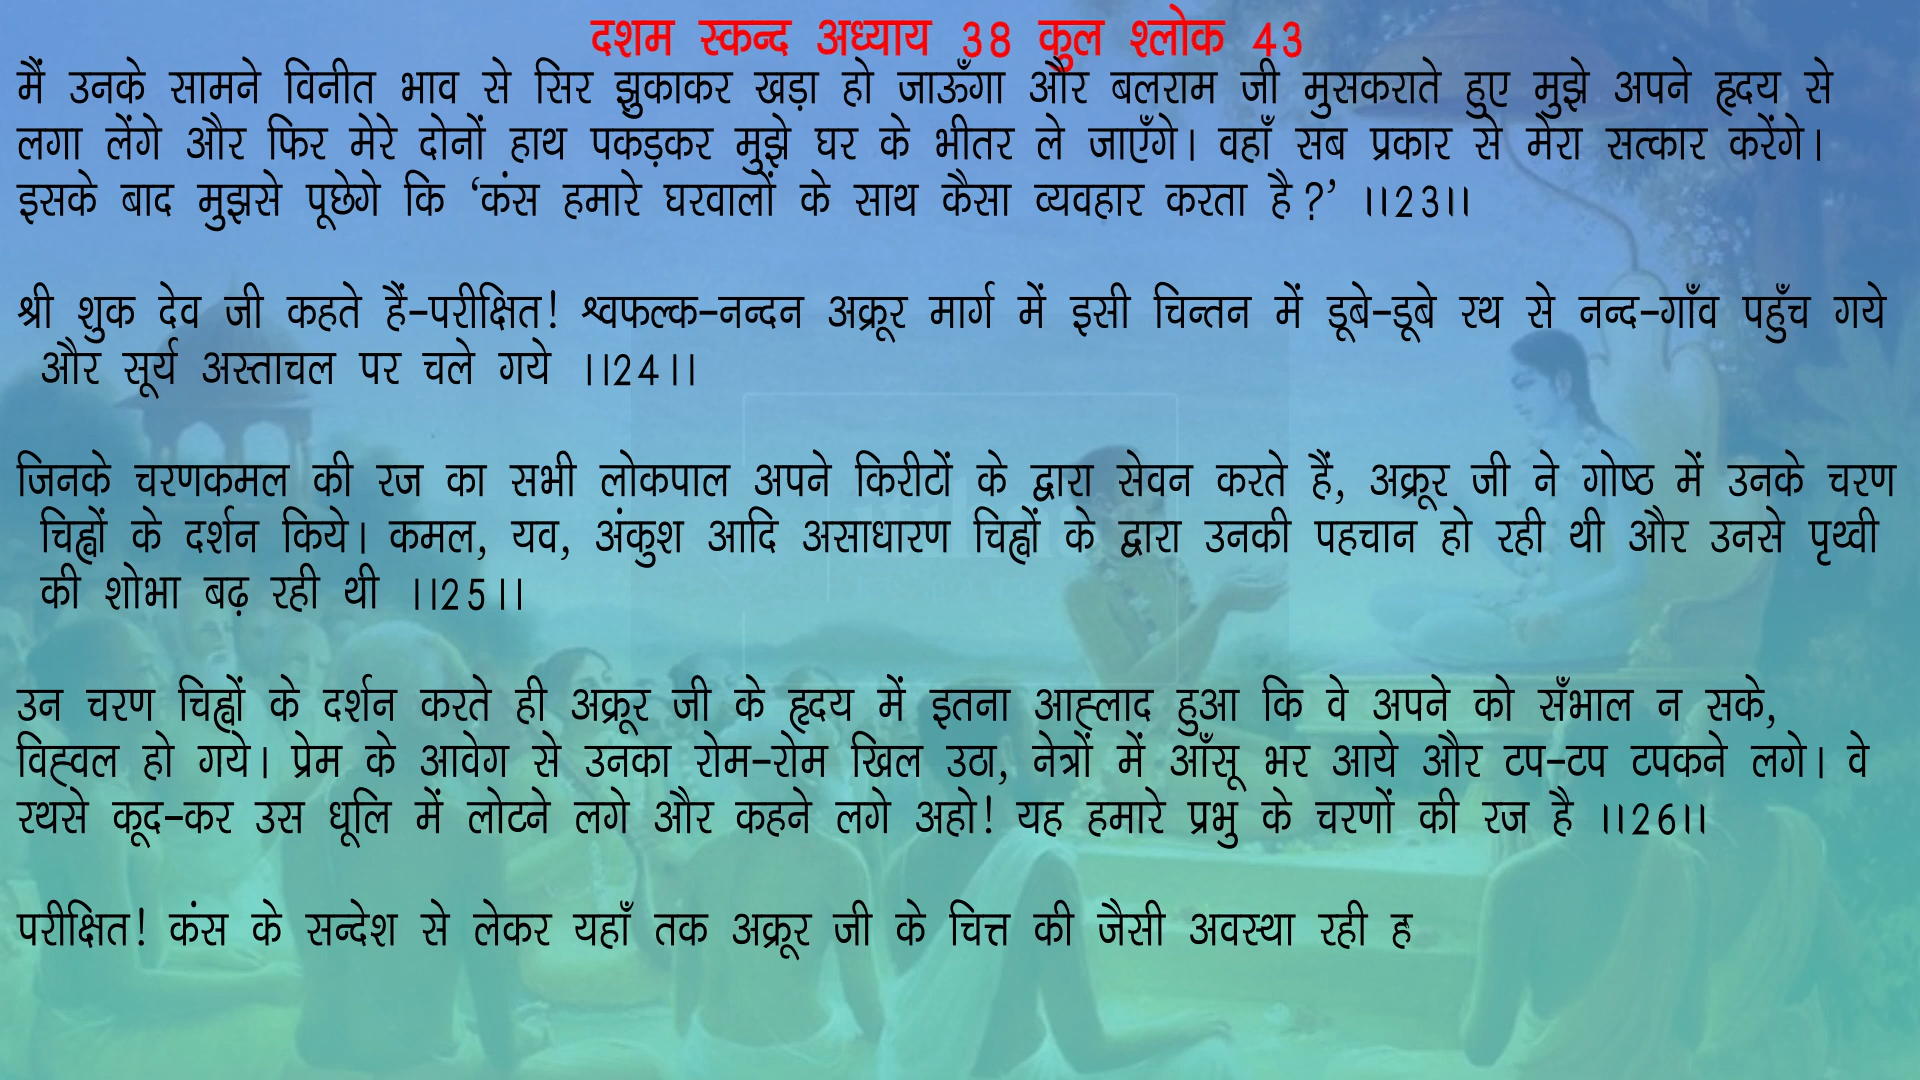 दशम स्कन्द अध्याय 38 कुल श्लोक 43
मैं उनके सामने विनीत भाव से सिर झुकाकर खड़ा हो जाऊँगा और बलराम जी मुसकराते हुए मुझे अपने हृदय से
लगा लेंगे और फिर मेरे दोनों हाथ पकड़कर मुझे घर के भीतर ले जाएँगे। वहाँ सब प्रकार से मेरा सत्कार करेंगे।
इसके बाद मुझसे पूछेगे कि ‘कंस हमारे घरवालों के साथ कैसा व्यवहार करता है?’ ।।23।।
श्री शुक देव जी कहते हैं-परीक्षित! श्वफल्क-नन्दन अक्रूर मार्ग में इसी चिन्तन में डूबे-डूबे रथ से नन्द-गाँव पहुँच गये
और सूर्य अस्ताचल पर चले गये ।।24।।
जिनके चरणकमल की रज का सभी लोकपाल अपने किरीटों के द्वारा सेवन करते हैं, अक्रूर जी ने गोष्ठ में उनके चरण
चिह्वों के दर्शन किये। कमल, यव, अंकुश आदि असाधारण चिह्वों के द्वारा उनकी पहचान हो रही थी और उनसे पृथ्वी
की शोभा बढ़ रही थी ।।25।।
उन चरण चिह्वों के दर्शन करते ही अक्रूर जी के हृदय में इतना आह्लाद हुआ कि वे अपने को सँभाल न सके,
विह्वल हो गये। प्रेम के आवेग से उनका रोम-रोम खिल उठा, नेत्रों में आँसू भर आये और टप-टप टपकने लगे। वे
रथसे कूद-कर उस धूलि में लोटने लगे और कहने लगे अहो! यह हमारे प्रभु के चरणों की रज है ।।26।।
परीक्षित! कंस के सन्देश से लेकर यहाँ तक अक्रूर जी के चित्त की जैसी अवस्था रही ह